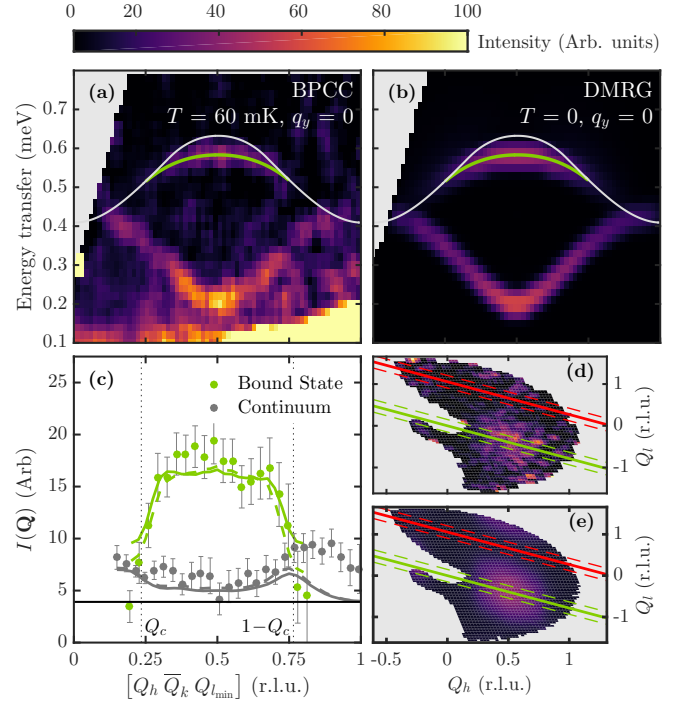 0 20 40 60 80 100
Intensity (Arb. units)
(a) BPCC
T = 60 mK, q_y = 0
(b) DMRG
T = 0, q_y = 0
Energy transfer (meV)
0.7
0.6
0.5
0.4
0.3
0.2
0.1
(c)
Bound State
Continuum
I(Q) (Arb)
25
20
15
10
5
0
Q_c
1−Q_c
0 0.25 0.5 0.75 1
[Q_h Q̅_k Q_{l_min}] (r.l.u.)
(d)
1
0
-1
Q_l (r.l.u.)
(e)
1
0
-1
Q_l (r.l.u.)
-0.5 0 0.5 1
Q_h (r.l.u.)